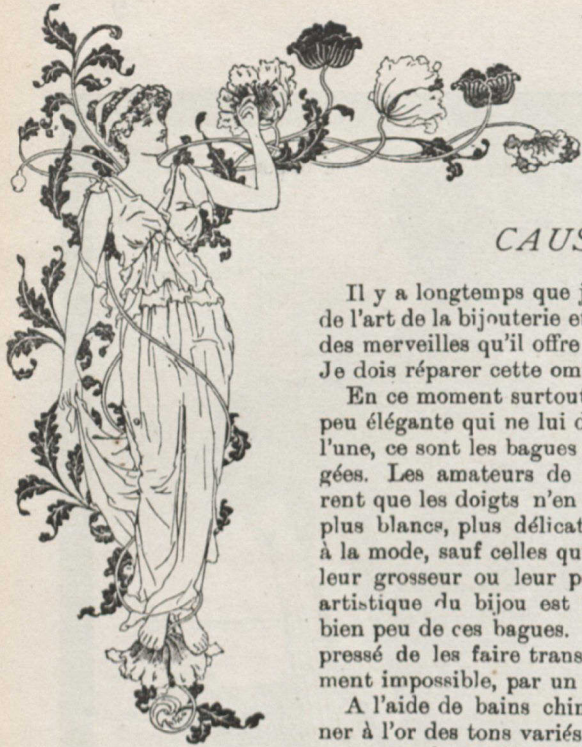 CAUS
Il y a longtemps que
de l'art de la bijouterie
des merveilles qu'il offre
Je dois réparer cette om
En ce moment surtout
peu élégante qui ne lui
l'une, ce sont les bagues
gées. Les amateurs de
rent que les doigts n'en
plus blancs, plus délicat
à la mode, sauf celles qu
leur grosseur ou leur p
artistique du bijou est
bien peu de ces bagues.
pressé de les faire trans
ment impossible, par un
A l'aide de bains chim
ner à l'or des tons variés